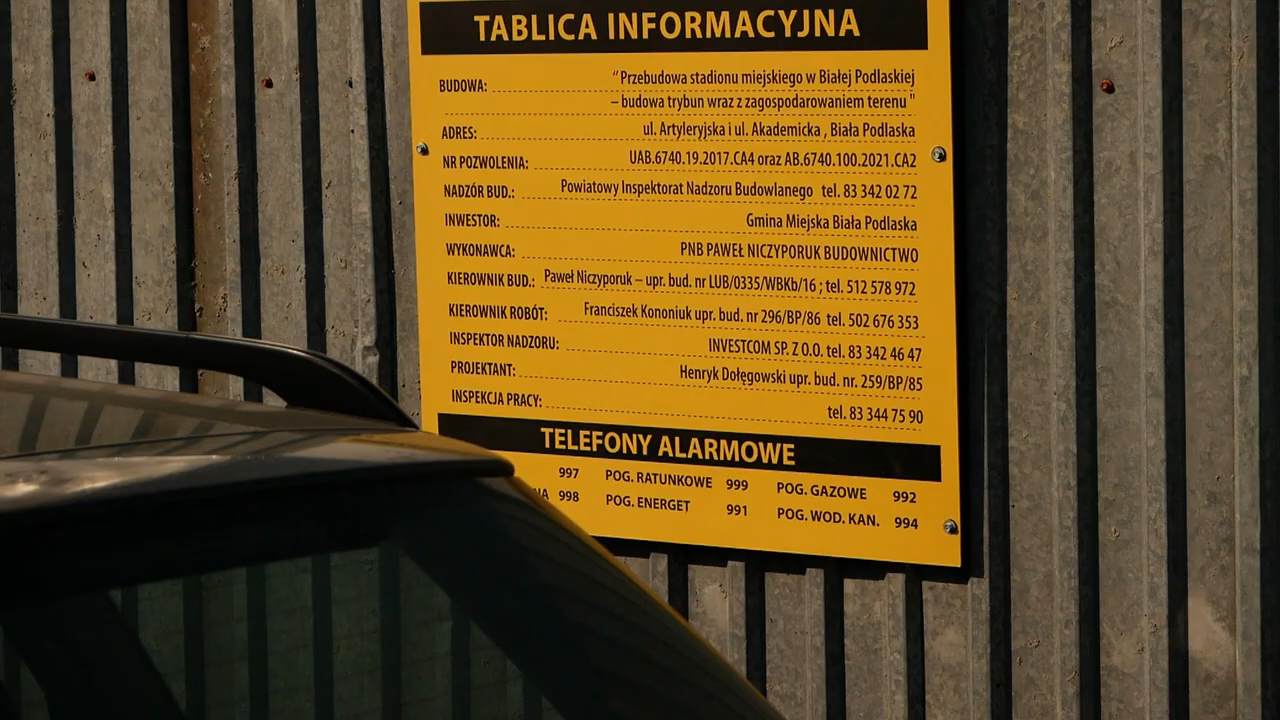 TABLICA INFORMACYJNA
BUDOWA: "Przebudowa stadionu miejskiego w Białej Podlaskiej
– budowa trybun wraz z zagospodarowaniem terenu"
ADRES: ul. Artyleryjska i ul. Akademicka , Biała Podlaska
NR POZWOLENIA: UAB.6740.19.2017.CA4 oraz AB.6740.100.2021.CA2
NADZÓR BUD.: Powiatowy Inspektorat Nadzoru Budowlanego tel. 83 342 02 72
INWESTOR: Gmina Miejska Biała Podlaska
WYKONAWCA: PNB PAWEŁ NICZYPORUK BUDOWNICTWO
KIEROWNIK BUD.: Paweł Niczyporuk – upr. bud. nr LUB/0335/WBKb/16 ; tel. 512 578 972
KIEROWNIK ROBÓT: Franciszek Kononiuk upr. bud. nr 296/BP/86 tel. 502 676 353
INSPEKTOR NADZORU: INVESTCOM SP. Z O.O. tel. 83 342 46 47
PROJEKTANT: Henryk Dołęgowski upr. bud. nr. 259/BP/85
INSPEKCJA PRACY: tel. 83 344 75 90
TELEFONY ALARMOWE
997 POG. RATUNKOWE 999 POG. GAZOWE 992
998 POG. ENERGET 991 POG. WOD. KAN. 994